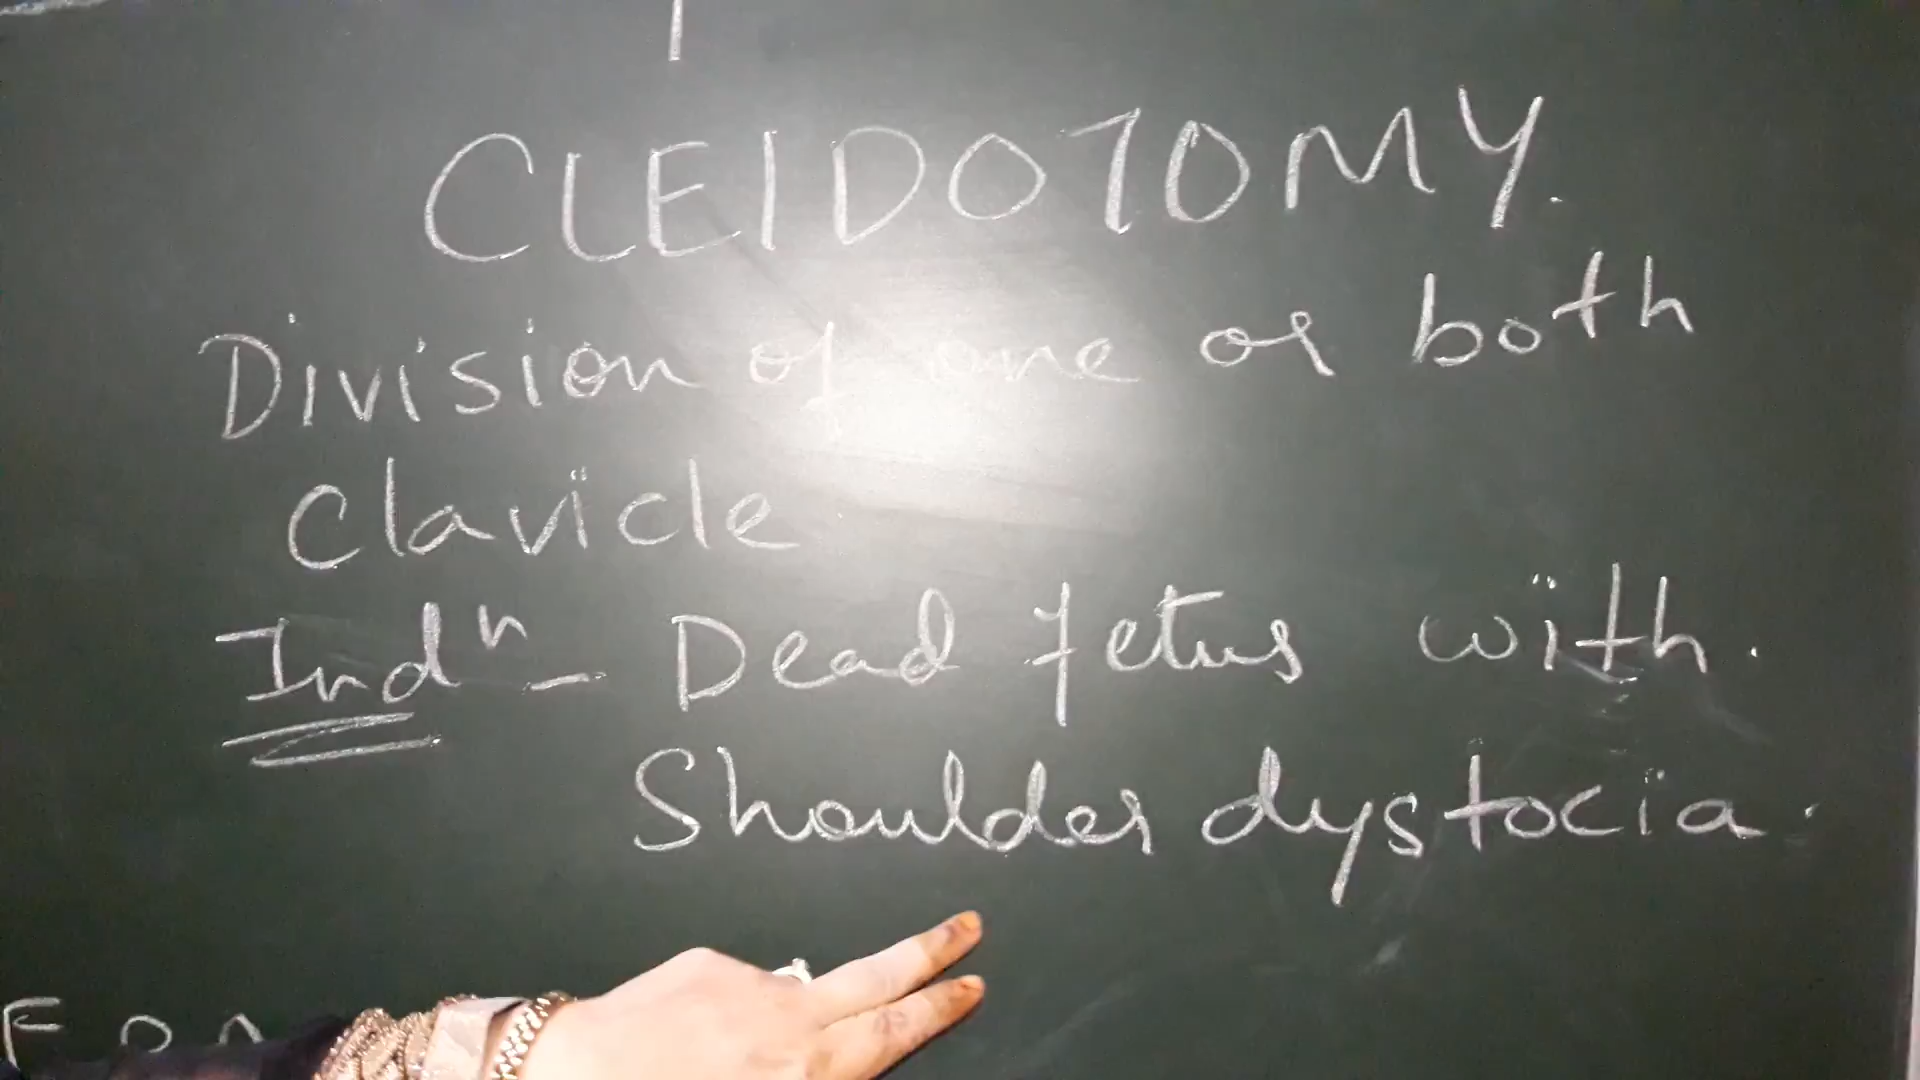 CLEIDOTOMY.
Division of one or both
clavicle
Indⁿ - Dead fetus with.
Shoulder dystocia.